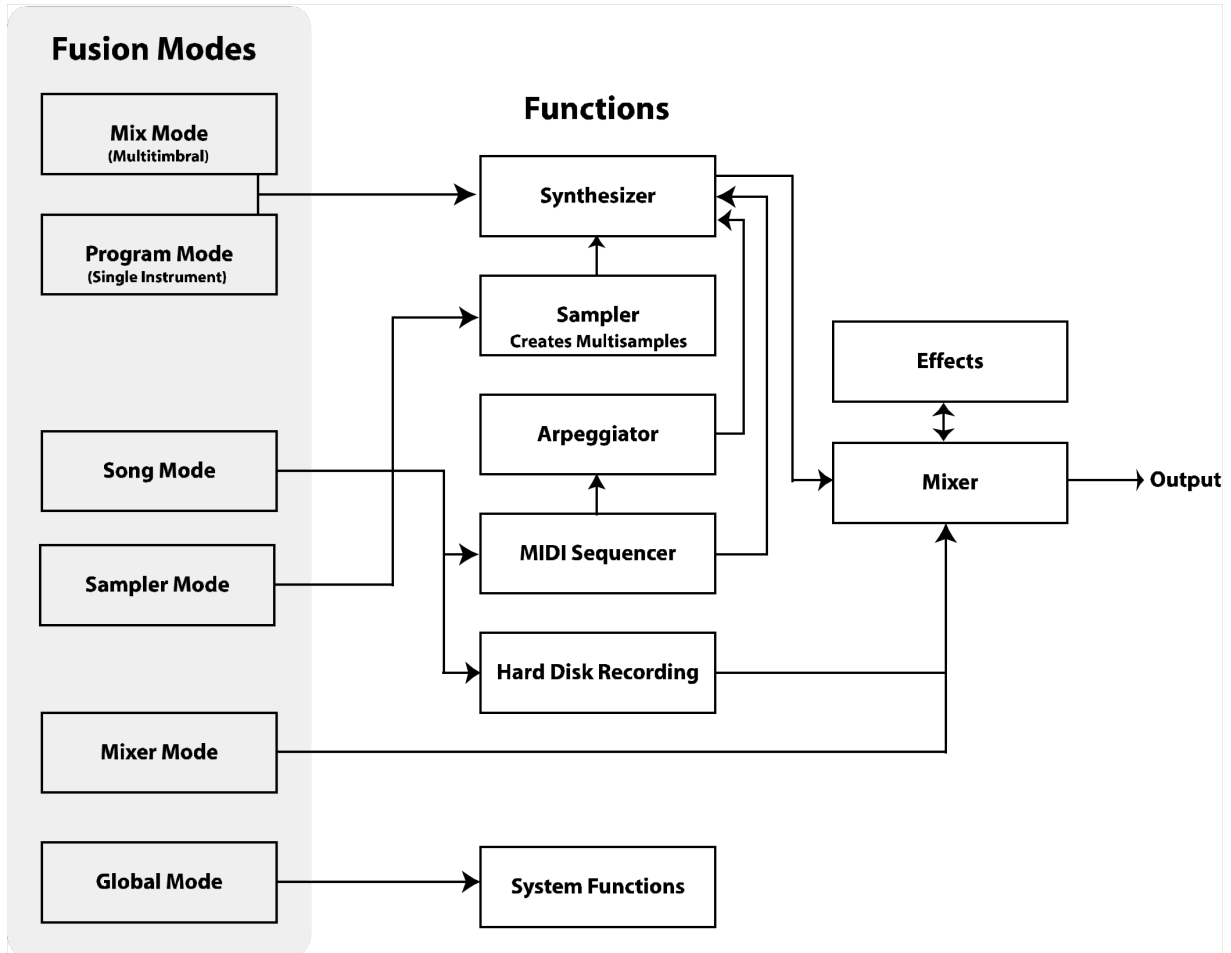 Fusion Modes
Mix Mode
(Multitimbral)
Program Mode
(Single Instrument)
Song Mode
Sampler Mode
Mixer Mode
Global Mode
Functions
Synthesizer
Sampler
Creates Multisamples
Arpeggiator
MIDI Sequencer
Hard Disk Recording
System Functions
Effects
Mixer
Output